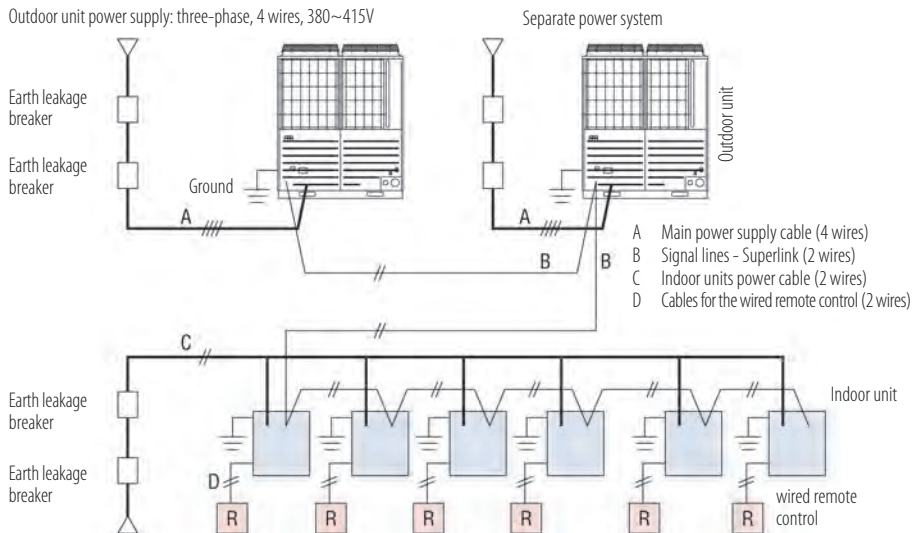 Outdoor unit power supply: three-phase, 4 wires, 380~415V
Separate power system
Earth leakage
breaker
Earth leakage
breaker
Ground
Outdoor unit
A
A
B
B
A Main power supply cable (4 wires)
B Signal lines - Superlink (2 wires)
C Indoor units power cable (2 wires)
D Cables for the wired remote control (2 wires)
C
Earth leakage
breaker
Indoor unit
Earth leakage
breaker
D
wired remote
control
R
R
R
R
R
R